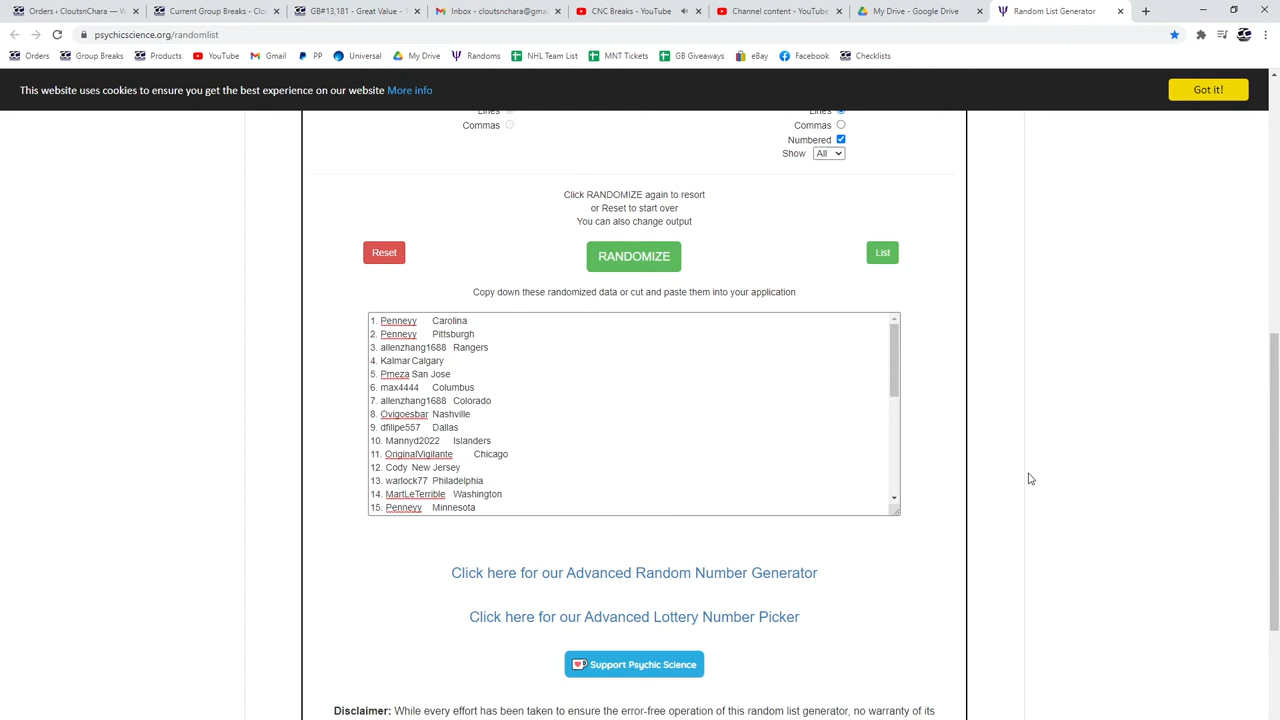 Orders ‹ CloutsnChara — W
Current Group Breaks - Clo
GB#13,181 - Great Value - 1
Inbox - cloutsnchara@gma
CNC Breaks - YouTube
Channel content - YouTube
My Drive - Google Drive
Random List Generator
psychicscience.org/randomlist
Orders
Group Breaks
Products
YouTube
Gmail
PP
Universal
My Drive
Randoms
NHL Team List
MNT Tickets
GB Giveaways
eBay
Facebook
Checklists
This website uses cookies to ensure you get the best experience on our website More info
Got it!
Lines
Lines
Commas
Commas
Numbered
Show All
Click RANDOMIZE again to resort
or Reset to start over
You can also change output
Reset
RANDOMIZE
List
Copy down these randomized data or cut and paste them into your application
1. Penneyy Carolina
2. Penneyy Pittsburgh
3. allenzhang1688 Rangers
4. Kalmar Calgary
5. Pmeza San Jose
6. max4444 Columbus
7. allenzhang1688 Colorado
8. Ovigoesbar Nashville
9. dfilipe557 Dallas
10. Mannyd2022 Islanders
11. OriginalVigilante Chicago
12. Cody New Jersey
13. warlock77 Philadelphia
14. MartLeTerrible Washington
15. Penneyy Minnesota
Click here for our Advanced Random Number Generator
Click here for our Advanced Lottery Number Picker
Support Psychic Science
Disclaimer: While every effort has been taken to ensure the error-free operation of this random list generator, no warranty of its